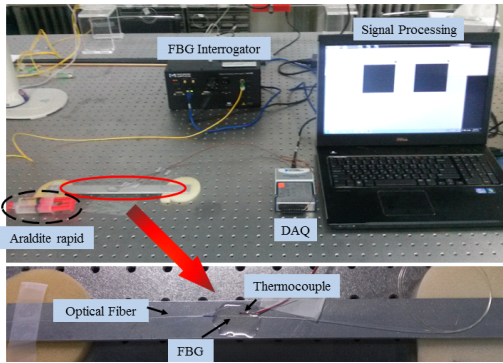 Signal Processing
FBG Interrogator
DAQ
Araldite rapid
Thermocouple
Optical Fiber
FBG